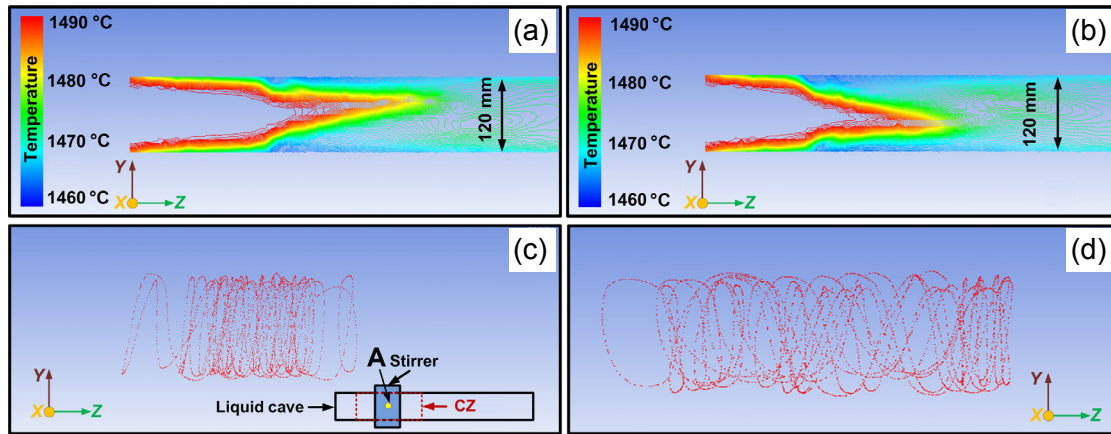 1490 °C
(a)
1480 °C
Temperature
120 mm
1470 °C
1460 °C
Y
X
Z
1490 °C
(b)
1480 °C
Temperature
120 mm
1470 °C
1460 °C
Y
X
Z
(c)
A Stirrer
Liquid cave
CZ
Y
X
Z
(d)
Y
X
Z